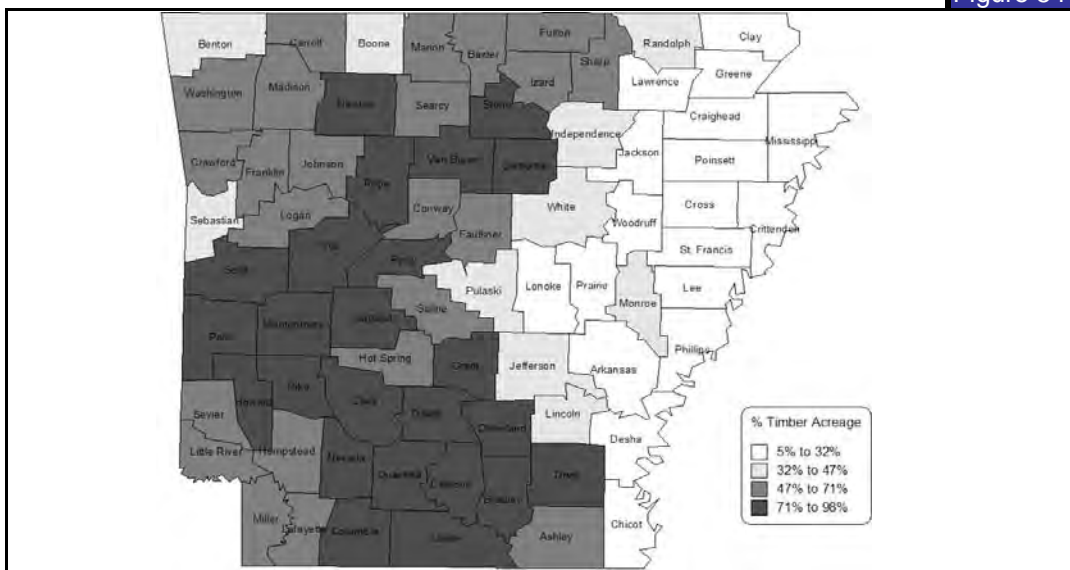 Benton
Carroll
Boone
Marion
Baxter
Fulton
Randolph
Clay
Sharp
Izard
Lawrence
Greene
Washington
Madison
Newton
Searcy
Stone
Craighead
Independence
Mississippi
Jackson
Poinsett
Crawford
Franklin
Johnson
Pope
Van Buren
Cleburne
Conway
White
Woodruff
Cross
Crittenden
Sebastian
Logan
Faulkner
St. Francis
Yell
Perry
Scott
Pulaski
Lonoke
Prairie
Monroe
Lee
Saline
Polk
Montgomery
Garland
Hot Spring
Grant
Jefferson
Arkansas
Phillips
Pike
Clark
Dallas
Cleveland
Lincoln
Sevier
Howard
Desha
Little River
Hempstead
Nevada
Ouachita
Calhoun
Bradley
Drew
Miller
Lafayette
Columbia
Union
Ashley
Chicot
% Timber Acreage
5% to 32%
32% to 47%
47% to 71%
71% to 98%